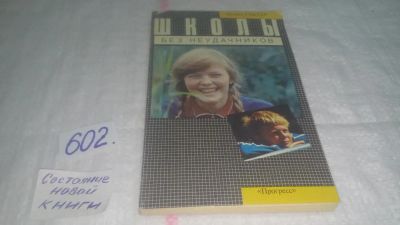 ШКОЛЫ
БЕЗ НЕУДАЧНИКОВ
«Прогресс»
602.
Состояние
новой
книги